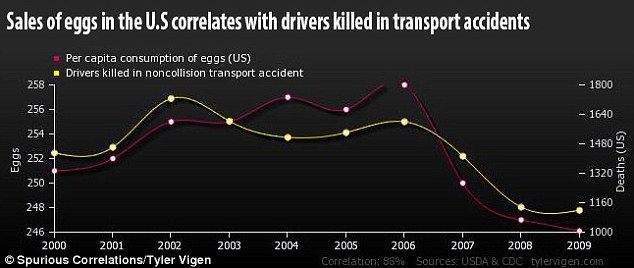 Sales of eggs in the U.S correlates with drivers killed in transport accidents
Per capita consumption of eggs (US)
Drivers killed in noncollision transport accident
258
256
254
252
250
248
246
Eggs
1800
1640
1480
1320
1160
1000
Deaths (US)
2000 2001 2002 2003 2004 2005 2006 2007 2008 2009
© Spurious Correlations/Tyler Vigen
Correlation: 88% Sources: USDA & CDC tylervigen.com